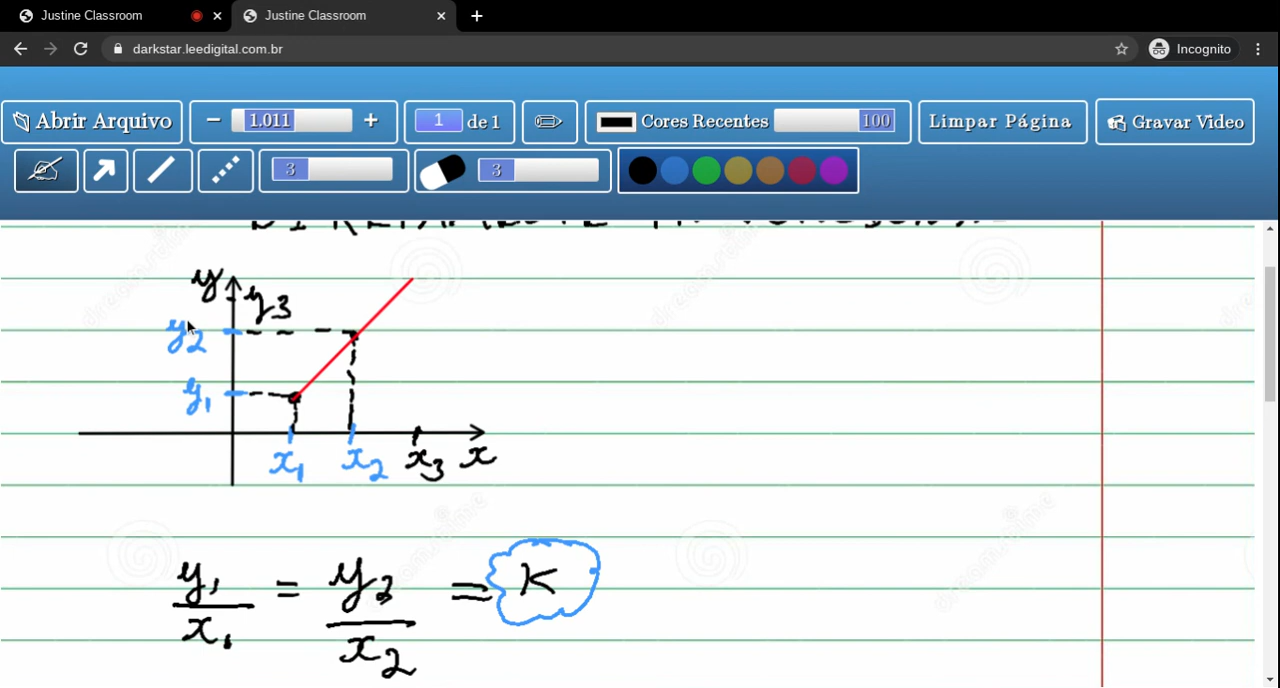 Justine Classroom
Justine Classroom
darkstar.leedigital.com.br
Incognito
Abrir Arquivo
− 1.011 +
1 de 1
Cores Recentes 100
Limpar Página
Gravar Video
3
3
y
y3
y2
y1
x1 x2 x3 x
y1/x1 = y2/x2 = K